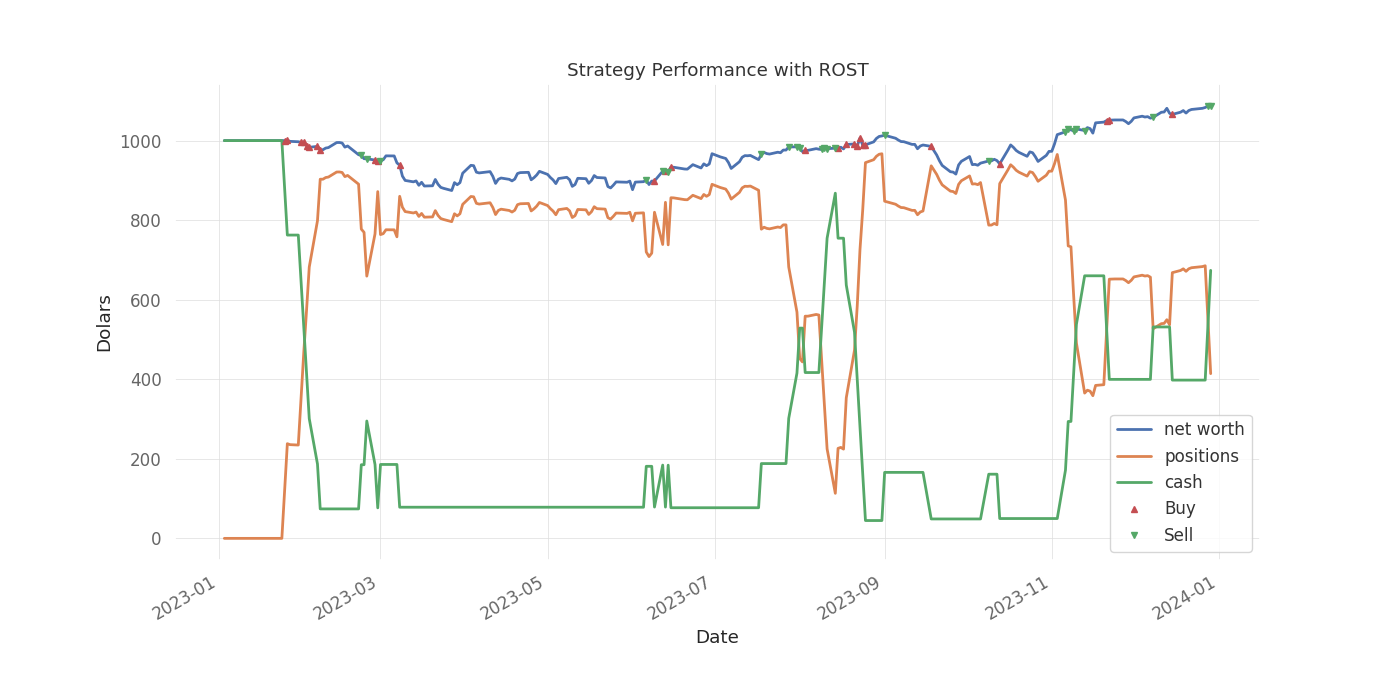 Strategy Performance with ROST
Dolars
1000
800
600
400
200
0
net worth
positions
cash
Buy
Sell
2023-01
2023-03
2023-05
2023-07
2023-09
2023-11
2024-01
Date